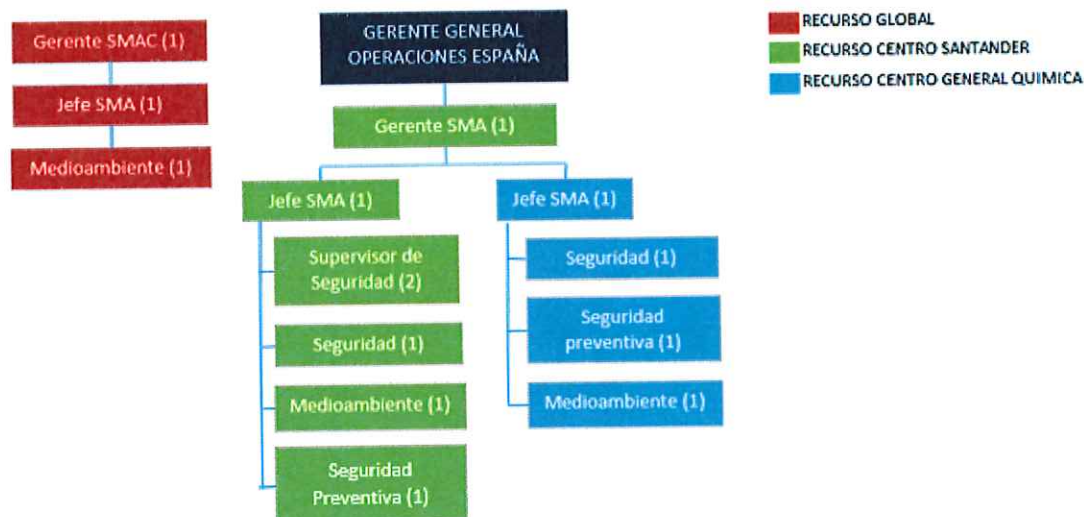 Gerente SMAC (1)
Jefe SMA (1)
Medioambiente (1)
GERENTE GENERAL
OPERACIONES ESPAÑA
Gerente SMA (1)
Jefe SMA (1)
Supervisor de
Seguridad (2)
Seguridad (1)
Medioambiente (1)
Seguridad
Preventiva (1)
Jefe SMA (1)
Seguridad (1)
Seguridad
preventiva (1)
Medioambiente (1)
RECURSO GLOBAL
RECURSO CENTRO SANTANDER
RECURSO CENTRO GENERAL QUIMICA